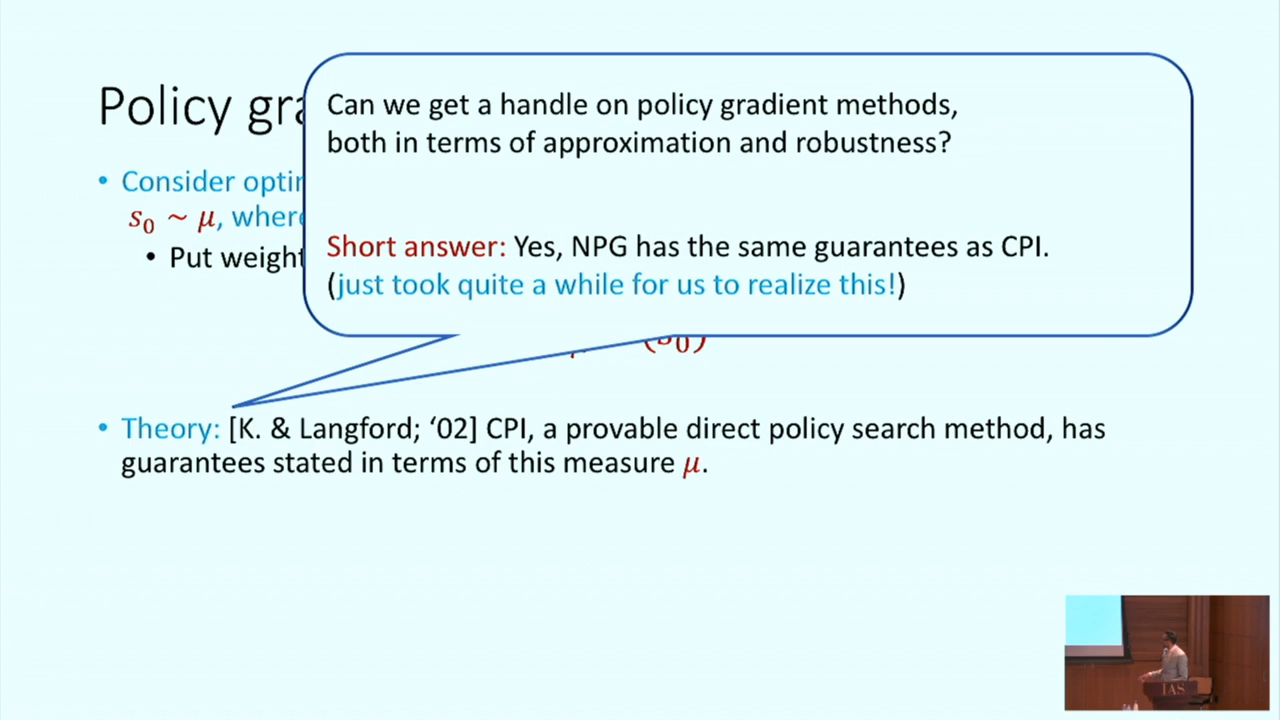 Policy gra
Can we get a handle on policy gradient methods,
both in terms of approximation and robustness?
• Consider optim
s₀ ~ μ, where
• Put weight
Short answer: Yes, NPG has the same guarantees as CPI.
(just took quite a while for us to realize this!)
(s₀)
• Theory: [K. & Langford; ‘02] CPI, a provable direct policy search method, has
guarantees stated in terms of this measure μ.
IAS